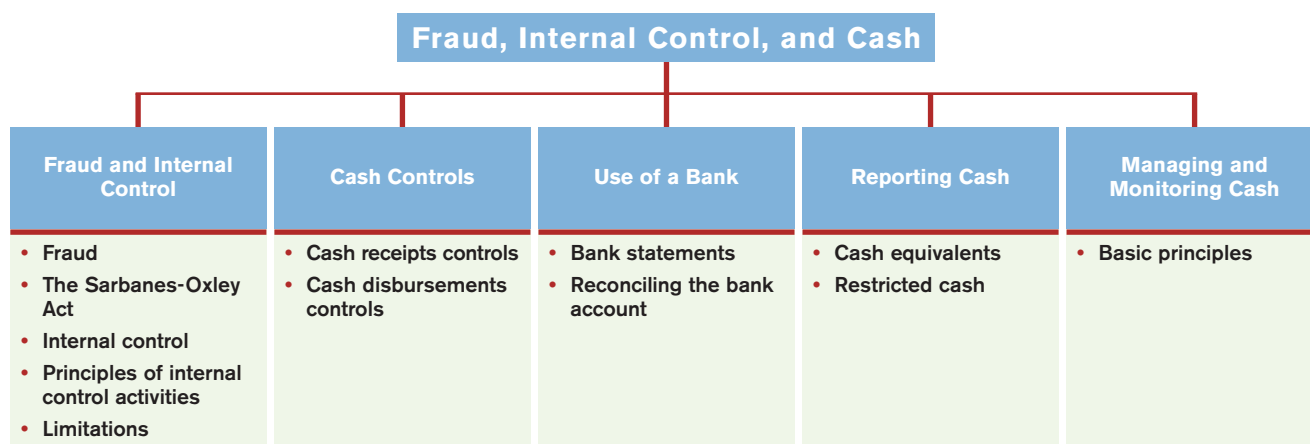 Fraud, Internal Control, and Cash
Fraud and Internal
Control
• Fraud
• The Sarbanes-Oxley
Act
• Internal control
• Principles of internal
control activities
• Limitations
Cash Controls
• Cash receipts controls
• Cash disbursements
controls
Use of a Bank
• Bank statements
• Reconciling the bank
account
Reporting Cash
• Cash equivalents
• Restricted cash
Managing and
Monitoring Cash
• Basic principles